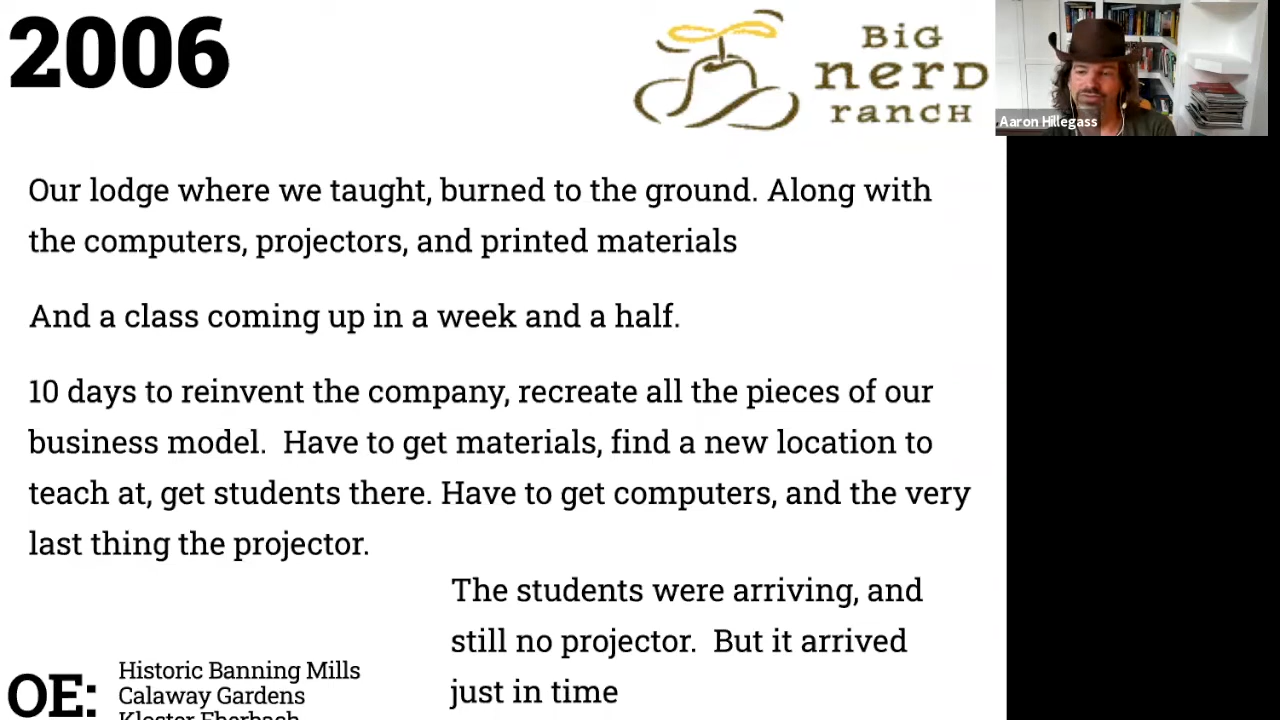 2006
BiG
nerD
rancH
Aaron Hillegass
Our lodge where we taught, burned to the ground. Along with
the computers, projectors, and printed materials
And a class coming up in a week and a half.
10 days to reinvent the company, recreate all the pieces of our
business model.  Have to get materials, find a new location to
teach at, get students there. Have to get computers, and the very
last thing the projector.
The students were arriving, and
still no projector.  But it arrived
just in time
OE:
Historic Banning Mills
Calaway Gardens
Kloster Eberbach